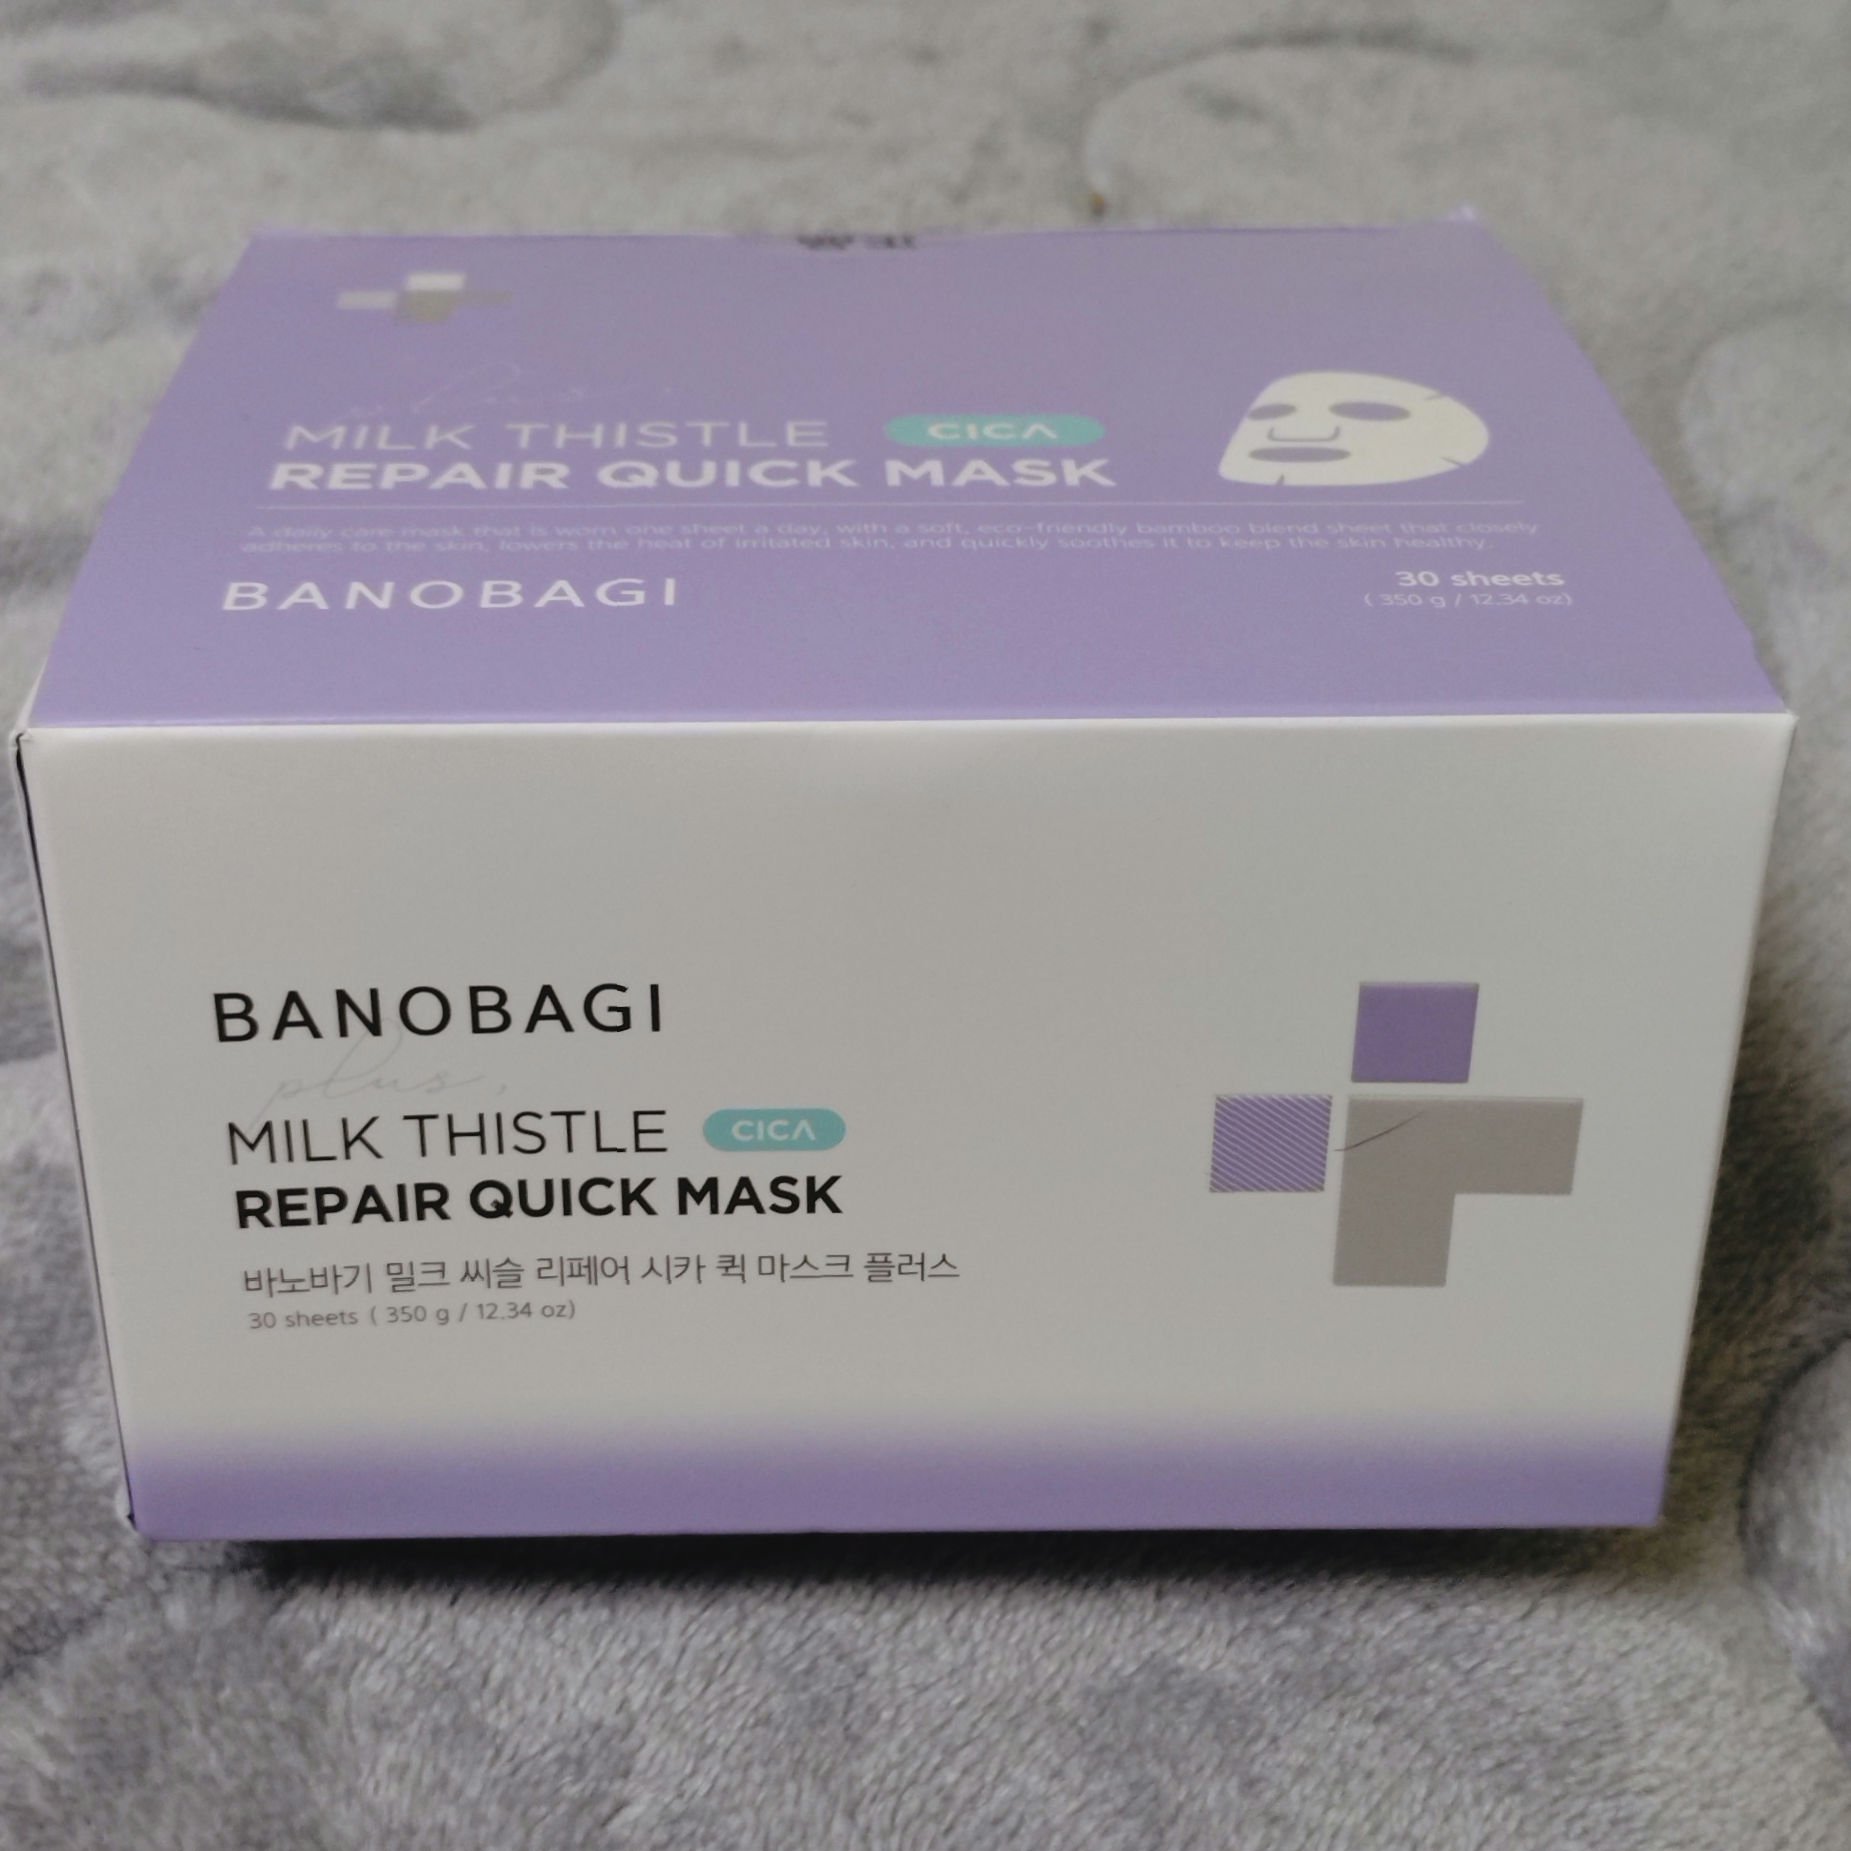 plus
MILK THISTLE CICA
REPAIR QUICK MASK
A daily care mask that is worn one sheet a day, with a soft, eco-friendly bamboo blend sheet that closely
adheres to the skin, lowers the heat of irritated skin, and quickly soothes it to keep the skin healthy.
BANOBAGI
30 sheets
( 350 g / 12.34 oz)
BANOBAGI
plus,
MILK THISTLE CICA
REPAIR QUICK MASK
바노바기 밀크 씨슬 리페어 시카 퀵 마스크 플러스
30 sheets ( 350 g / 12.34 oz)